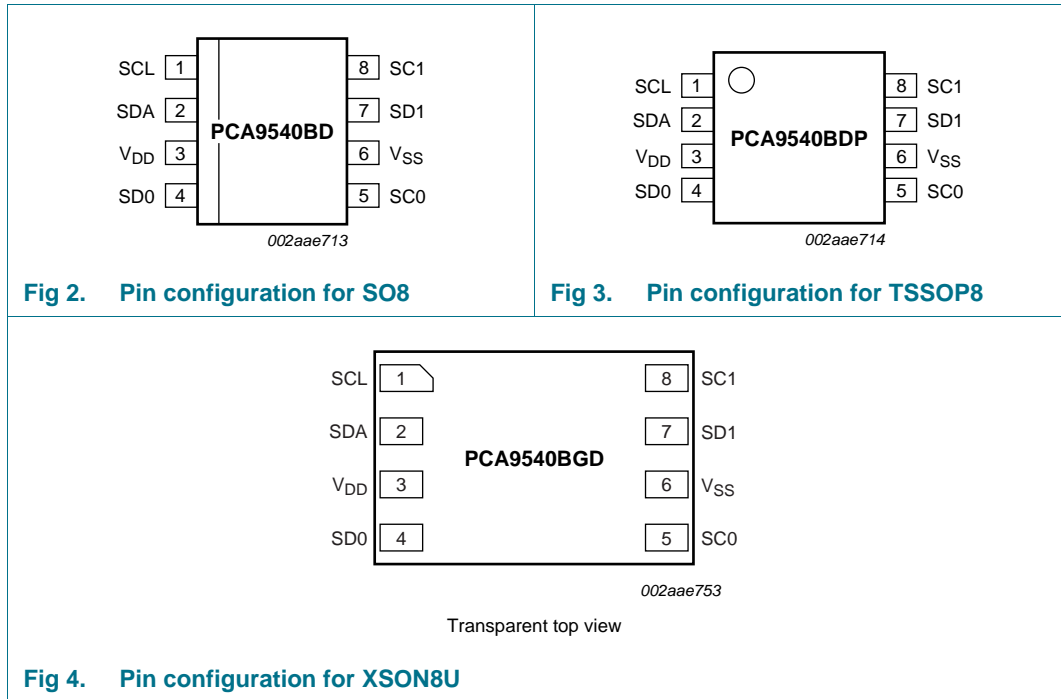 SCL 1 8 SC1
SDA 2 7 SD1
PCA9540BD
VDD 3 6 VSS
SD0 4 5 SC0
002aae713
Fig 2. Pin configuration for SO8
SCL 1 8 SC1
SDA 2 7 SD1
PCA9540BDP
VDD 3 6 VSS
SD0 4 5 SC0
002aae714
Fig 3. Pin configuration for TSSOP8
SCL 1 8 SC1
SDA 2 7 SD1
PCA9540BGD
VDD 3 6 VSS
SD0 4 5 SC0
002aae753
Transparent top view
Fig 4. Pin configuration for XSON8U